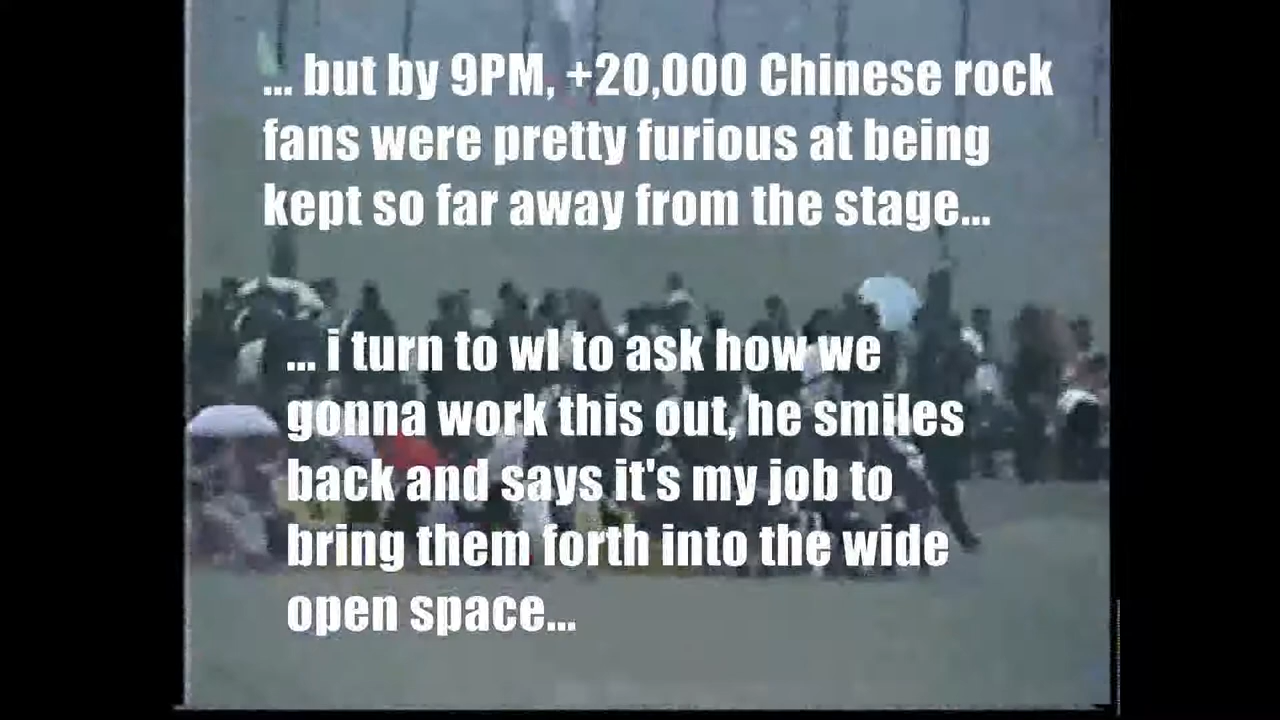 ... but by 9PM, +20,000 Chinese rock
fans were pretty furious at being
kept so far away from the stage...
... i turn to wl to ask how we
gonna work this out, he smiles
back and says it's my job to
bring them forth into the wide
open space...